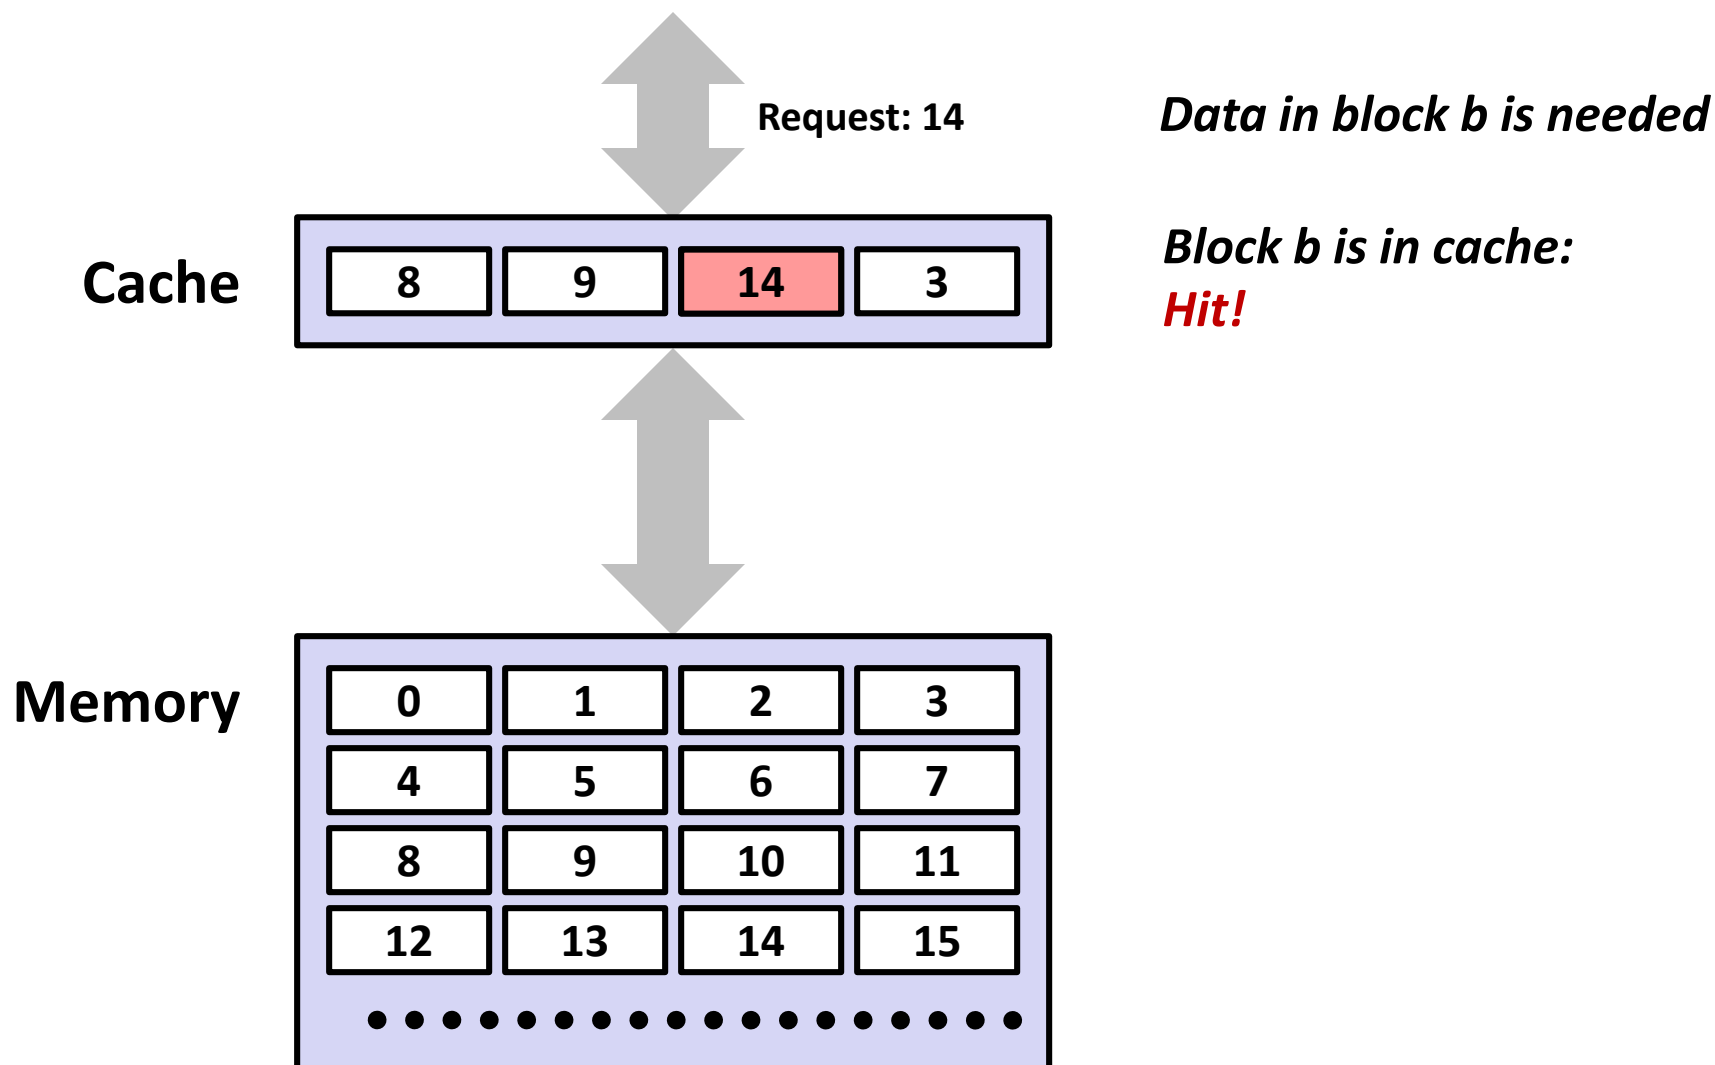 Request: 14
Data in block b is needed
Cache
8 9 14 3
Block b is in cache:
Hit!
Memory
0 1 2 3
4 5 6 7
8 9 10 11
12 13 14 15